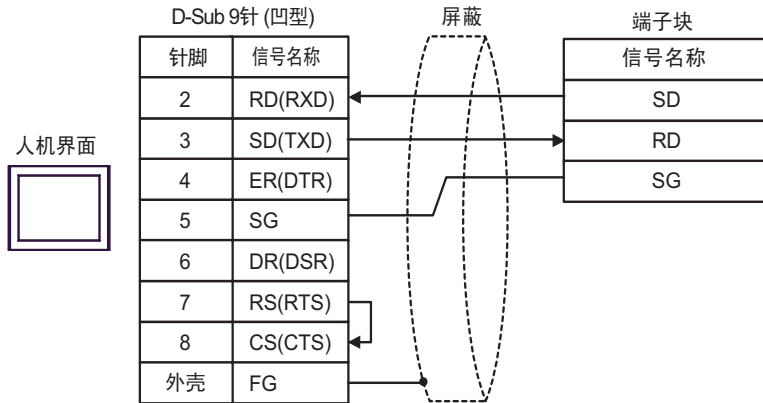 D-Sub 9针 (凹型)
屏蔽
端子块
针脚 信号名称
信号名称
2 RD(RXD)
SD
3 SD(TXD)
RD
人机界面
4 ER(DTR)
SG
5 SG
6 DR(DSR)
7 RS(RTS)
8 CS(CTS)
外壳 FG